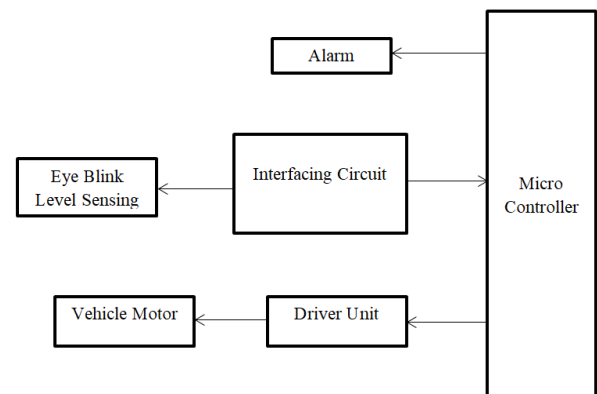 Alarm
Eye Blink
Level Sensing
Interfacing Circuit
Micro
Controller
Vehicle Motor
Driver Unit